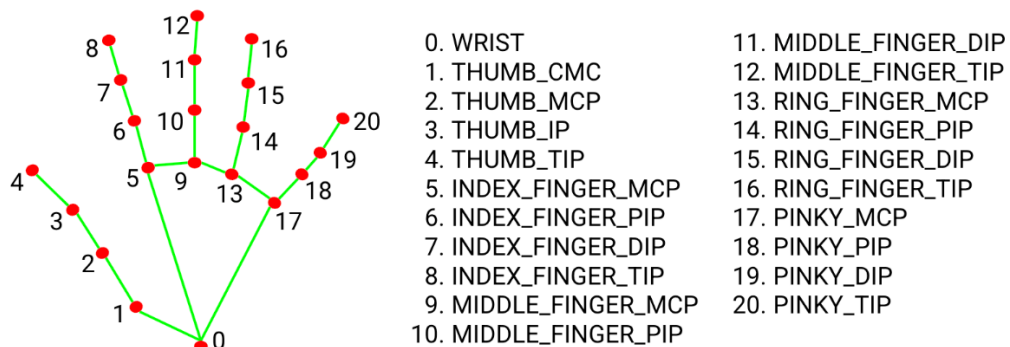 12
8
16
11
7
15
10
6
14
20
19
4
5
9
13
18
3
17
2
1
0
0. WRIST
1. THUMB_CMC
2. THUMB_MCP
3. THUMB_IP
4. THUMB_TIP
5. INDEX_FINGER_MCP
6. INDEX_FINGER_PIP
7. INDEX_FINGER_DIP
8. INDEX_FINGER_TIP
9. MIDDLE_FINGER_MCP
10. MIDDLE_FINGER_PIP
11. MIDDLE_FINGER_DIP
12. MIDDLE_FINGER_TIP
13. RING_FINGER_MCP
14. RING_FINGER_PIP
15. RING_FINGER_DIP
16. RING_FINGER_TIP
17. PINKY_MCP
18. PINKY_PIP
19. PINKY_DIP
20. PINKY_TIP